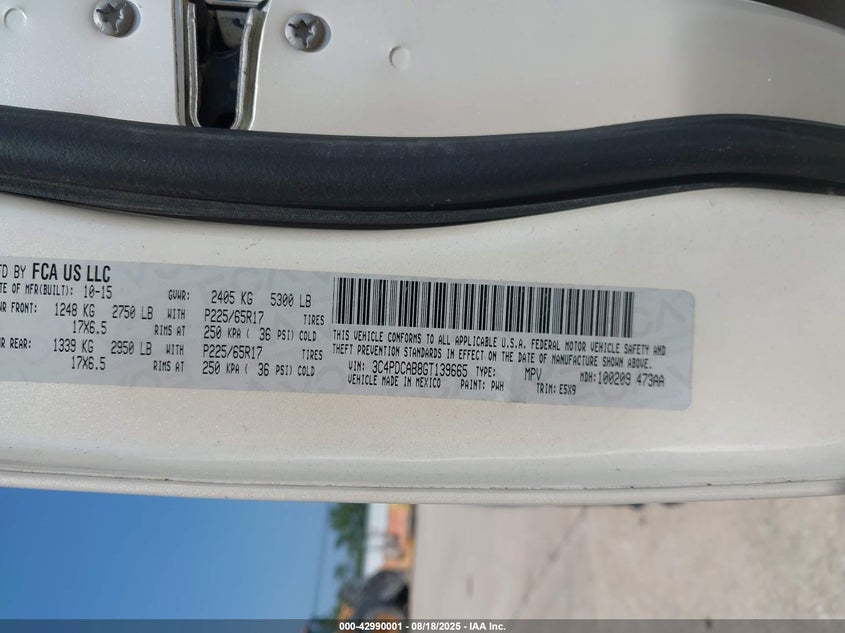 FD BY FCA US LLC
TE OF MFR(BUILT): 10-15 GVWR: 2405 KG 5300 LB
WR FRONT: 1248 KG 2750 LB WITH P225/65R17 TIRES
17X6.5 RIMS AT 250 KPA ( 36 PSI) COLD
R REAR: 1339 KG 2950 LB WITH P225/65R17 TIRES
17X6.5 RIMS AT 250 KPA ( 36 PSI) COLD
THIS VEHICLE CONFORMS TO ALL APPLICABLE U.S.A. FEDERAL MOTOR VEHICLE SAFETY AND
THEFT PREVENTION STANDARDS IN EFFECT ON THE DATE OF MANUFACTURE SHOWN ABOVE.
VIN: 3C4PDCAB8GT139665 TYPE: MPV MDH:100209 473AA
VEHICLE MADE IN MEXICO PAINT: PWH TRIM: E5X9
000-42990001 - 08/18/2025 - IAA Inc.